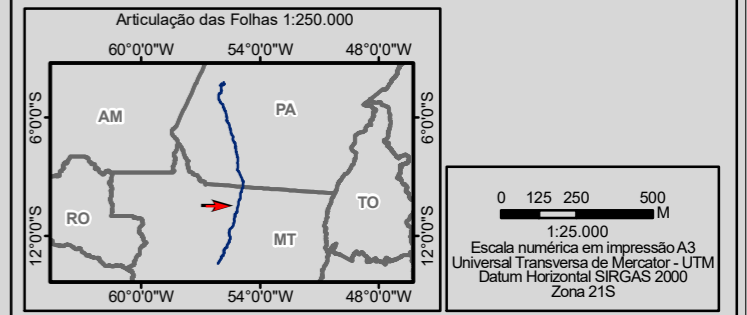 Articulação das Folhas 1:250.000
60°0'0"W 54°0'0"W 48°0'0"W
6°0'0"S AM PA 6°0'0"S
RO TO
12°0'0"S MT 12°0'0"S
60°0'0"W 54°0'0"W 48°0'0"W
0 125 250 500
M
1:25.000
Escala numérica em impressão A3
Universal Transversa de Mercator - UTM
Datum Horizontal SIRGAS 2000
Zona 21S